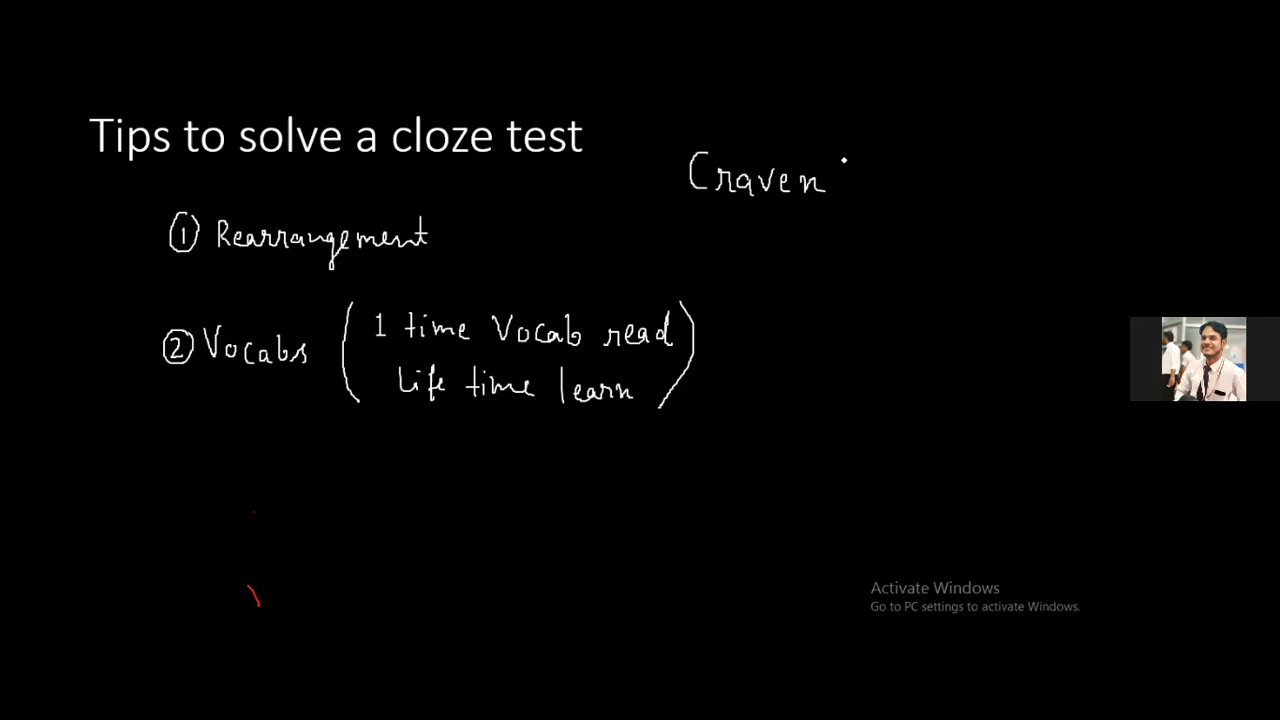 Tips to solve a cloze test
Craven
① Rearrangement
② Vocabs ( 1 time Vocab read
Life time learn )
Activate Windows
Go to PC settings to activate Windows.